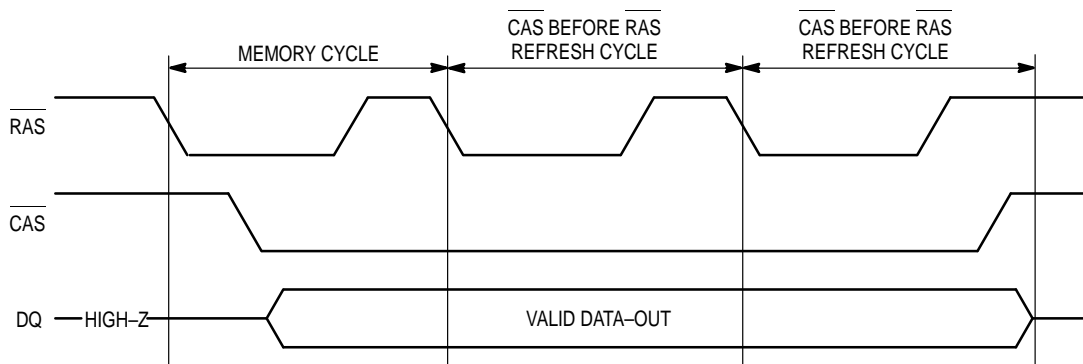 CAS BEFORE RAS
REFRESH CYCLE
CAS BEFORE RAS
REFRESH CYCLE
MEMORY CYCLE
RAS
CAS
DQ
HIGH–Z
VALID DATA–OUT